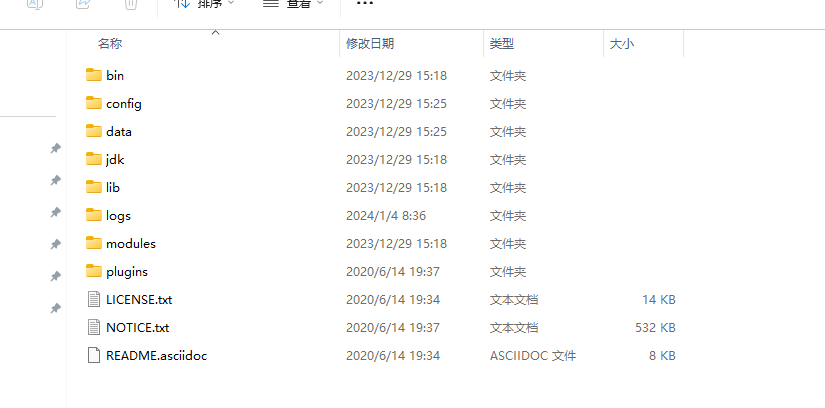 排序 查看 ...
名称 修改日期 类型 大小
bin 2023/12/29 15:18 文件夹
config 2023/12/29 15:25 文件夹
data 2023/12/29 15:25 文件夹
jdk 2023/12/29 15:18 文件夹
lib 2023/12/29 15:18 文件夹
logs 2024/1/4 8:36 文件夹
modules 2023/12/29 15:18 文件夹
plugins 2020/6/14 19:37 文件夹
LICENSE.txt 2020/6/14 19:34 文本文档 14 KB
NOTICE.txt 2020/6/14 19:37 文本文档 532 KB
README.asciidoc 2020/6/14 19:34 ASCIIDOC 文件 8 KB